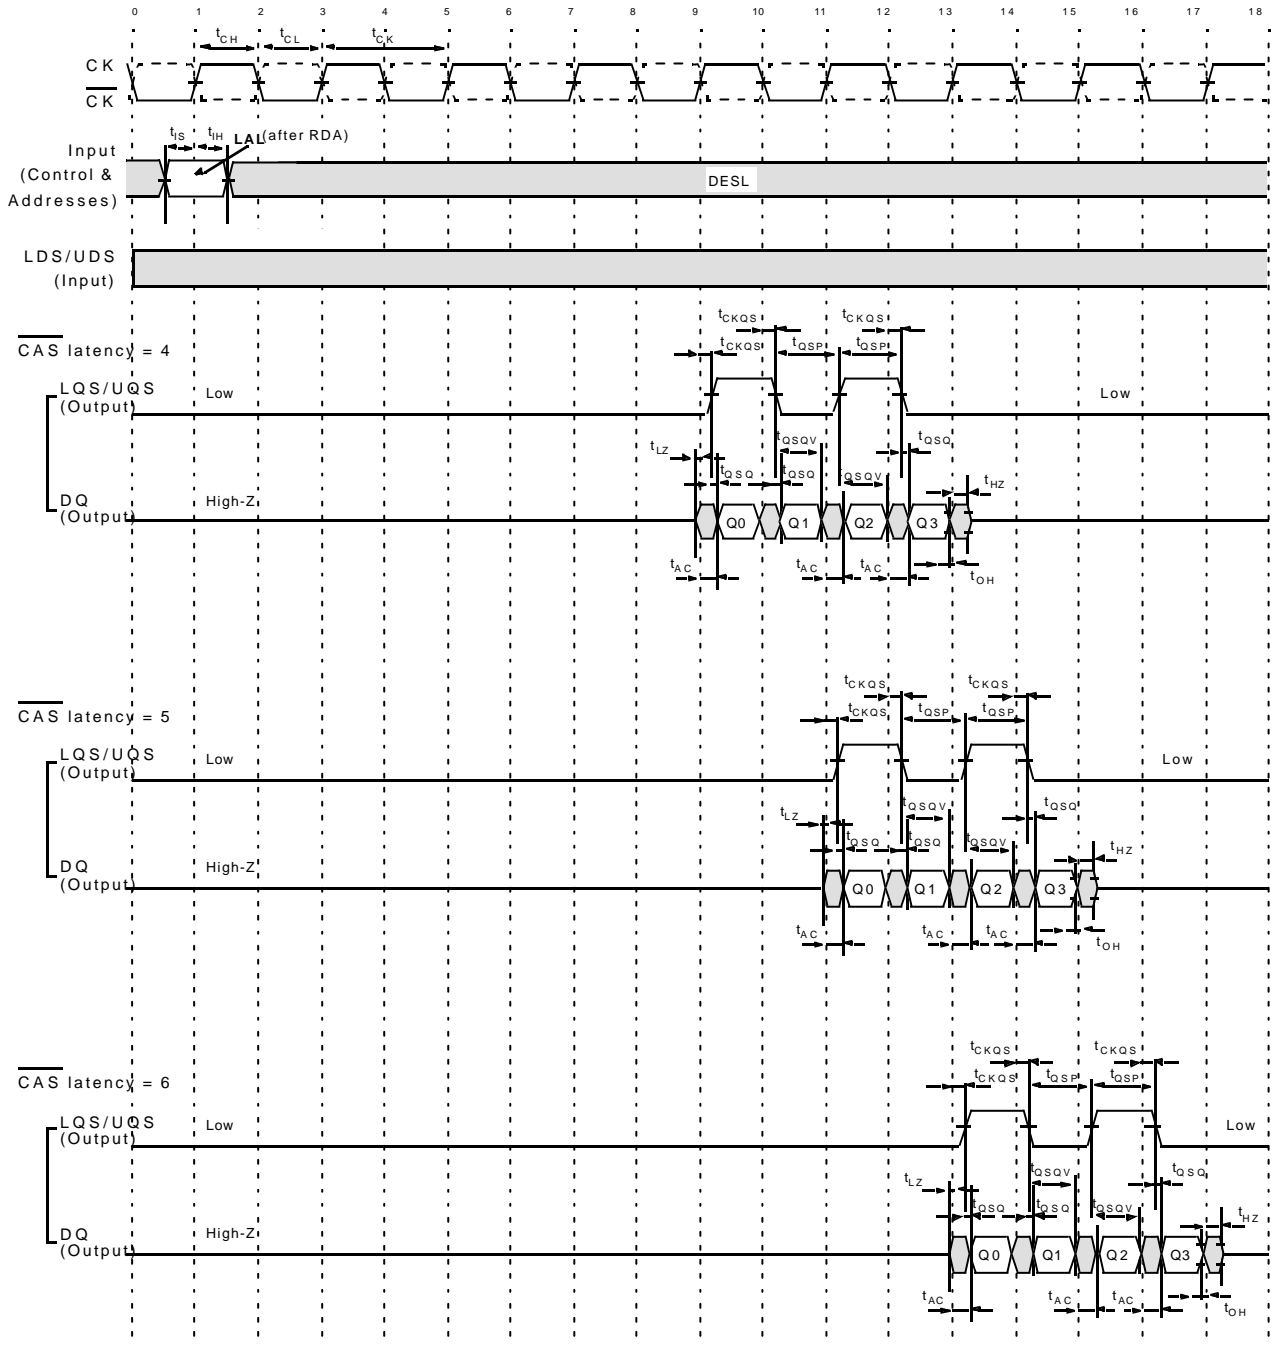 0 1 2 3 4 5 6 7 8 9 10 11 12 13 14 15 16 17 18
tCH tCL tCK
CK
CK
tIS tIH LAL (after RDA)
Input
(Control &
Addresses)
DESL
LDS/UDS
(Input)
tCKQS tCKQS
CAS latency = 4
tCKQS tQSP tQSP
LQS/UQS
(Output)
Low
Low
tLZ tQSQV tQSQ
tQSQ tQSQ tQSQV tHZ
DQ
(Output)
High-Z
Q0 Q1 Q2 Q3
tAC tAC tAC tOH
tCKQS tCKQS
CAS latency = 5
tCKQS tQSP tQSP
LQS/UQS
(Output)
Low
Low
tLZ tQSQV tQSQ
tQSQ tQSQ tQSQV tHZ
DQ
(Output)
High-Z
Q0 Q1 Q2 Q3
tAC tAC tAC tOH
tCKQS tCKQS
CAS latency = 6
tCKQS tQSP tQSP
LQS/UQS
(Output)
Low
Low
tLZ tQSQV tQSQ
tQSQ tQSQ tQSQV tHZ
DQ
(Output)
High-Z
Q0 Q1 Q2 Q3
tAC tAC tAC tOH